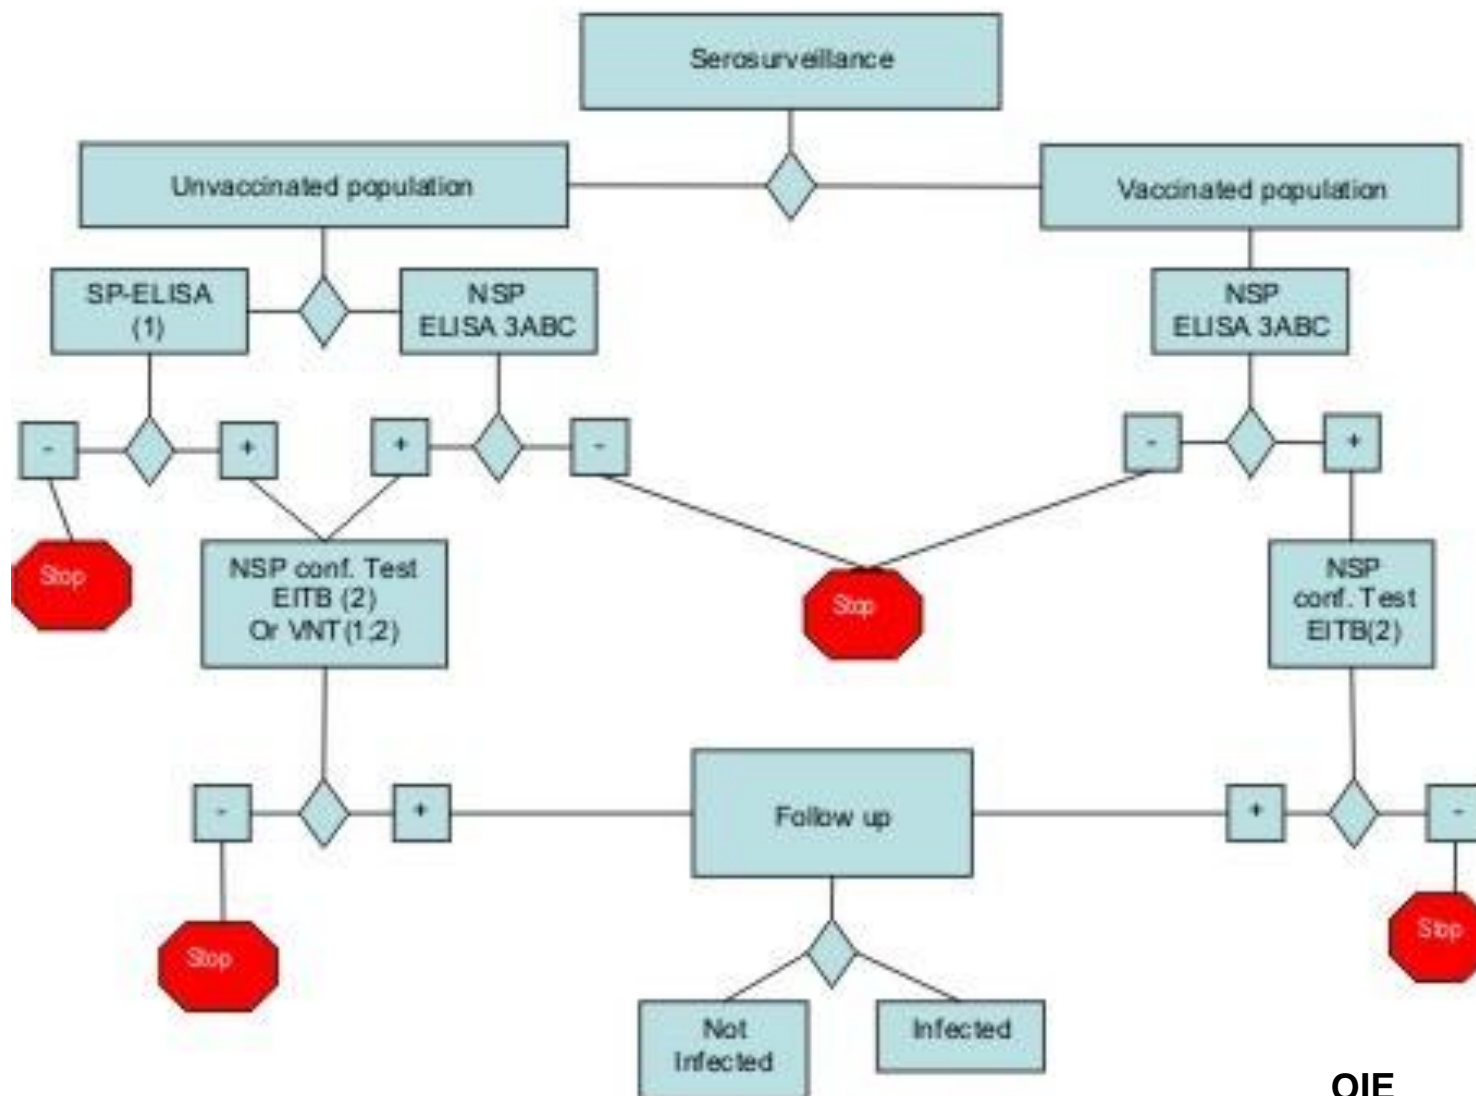 Serosurveillance
Unvaccinated population
Vaccinated population
SP-ELISA
(1)
NSP
ELISA 3ABC
NSP
ELISA 3ABC
-
+
+
-
-
+
Stop
NSP conf. Test
EITB (2)
Or VNT(1;2)
Stop
NSP
conf. Test
EITB(2)
-
+
Follow up
+
-
Stop
Stop
Not
Infected
Infected
OIE